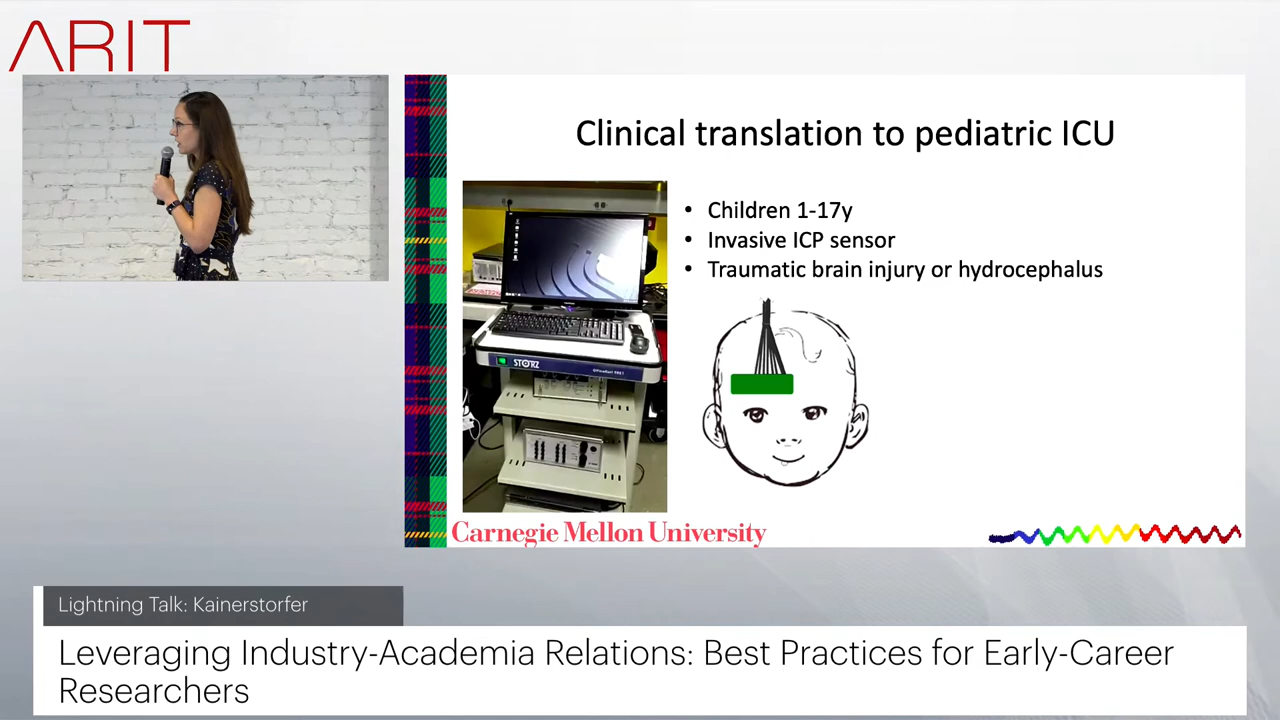 ARIT
Clinical translation to pediatric ICU
• Children 1-17y
• Invasive ICP sensor
• Traumatic brain injury or hydrocephalus
STORZ
Carnegie Mellon University
Lightning Talk: Kainerstorfer
Leveraging Industry-Academia Relations: Best Practices for Early-Career
Researchers